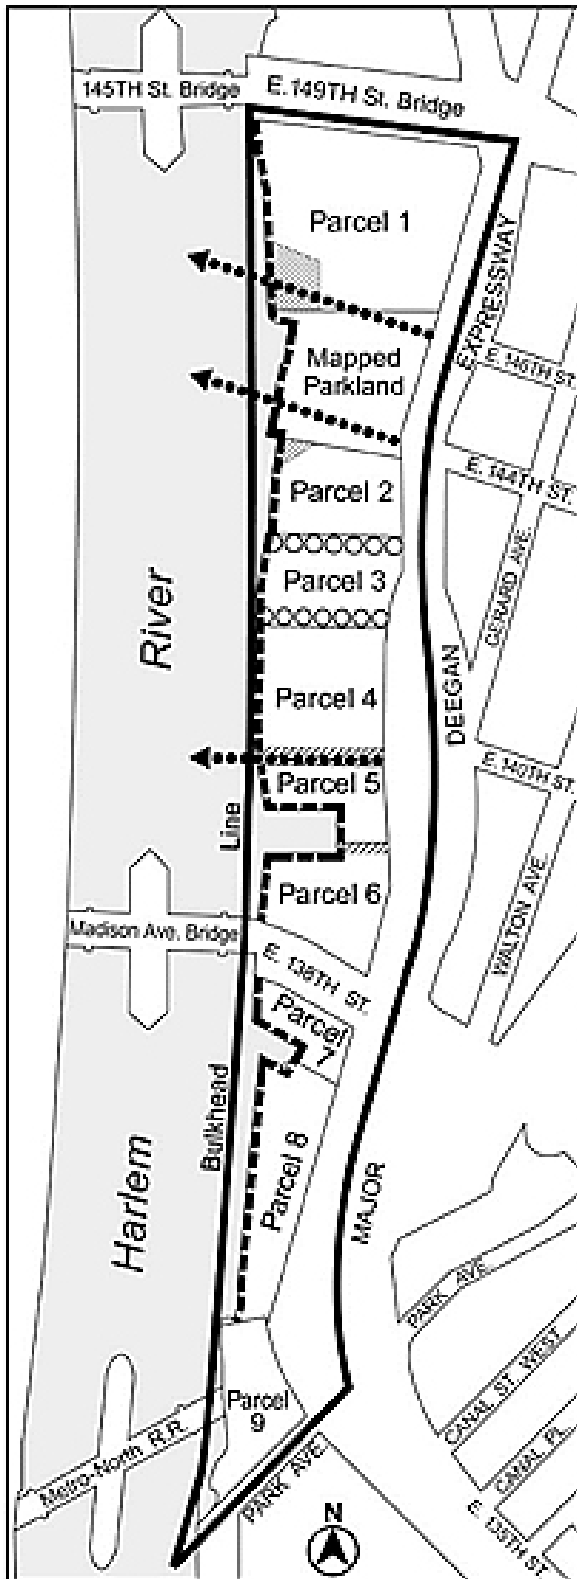 145TH St. Bridge
E. 149TH St. Bridge
Parcel 1
EXPRESSWAY
Mapped
Parkland
E. 146TH ST.
E. 144TH ST.
Parcel 2
GERARD AVE.
Parcel 3
River
DEEGAN
Parcel 4
E. 140TH ST.
Parcel 5
Line
Parcel 6
WALTON AVE.
Madison Ave. Bridge
E. 138TH ST.
Parcel
7
Bulkhead
Parcel 8
Harlem
MAJOR
PARK AVE.
CANAL ST. WEST
Parcel
9
Metro-North R.R.
PARK AVE.
CANAL PL.
E. 135TH ST.
N